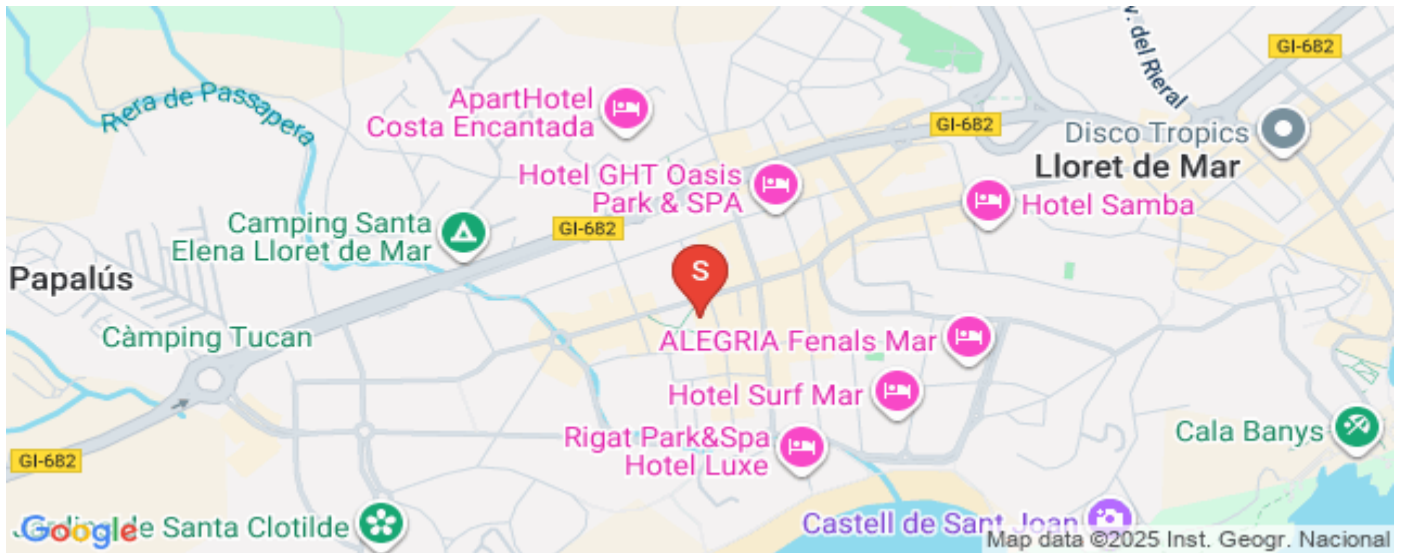 GI-682
v. del Rieral
Riera de Passapera
ApartHotel
Costa Encantada
GI-682
Disco Tropics
Lloret de Mar
Hotel GHT Oasis
Park & SPA
Hotel Samba
Camping Santa
Elena Lloret de Mar
GI-682
S
Papalús
Càmping Tucan
ALEGRIA Fenals Mar
Hotel Surf Mar
Rigat Park&Spa
Hotel Luxe
Cala Banys
GI-682
Google
de Santa Clotilde
Castell de Sant Joan
Map data ©2025 Inst. Geogr. Nacional